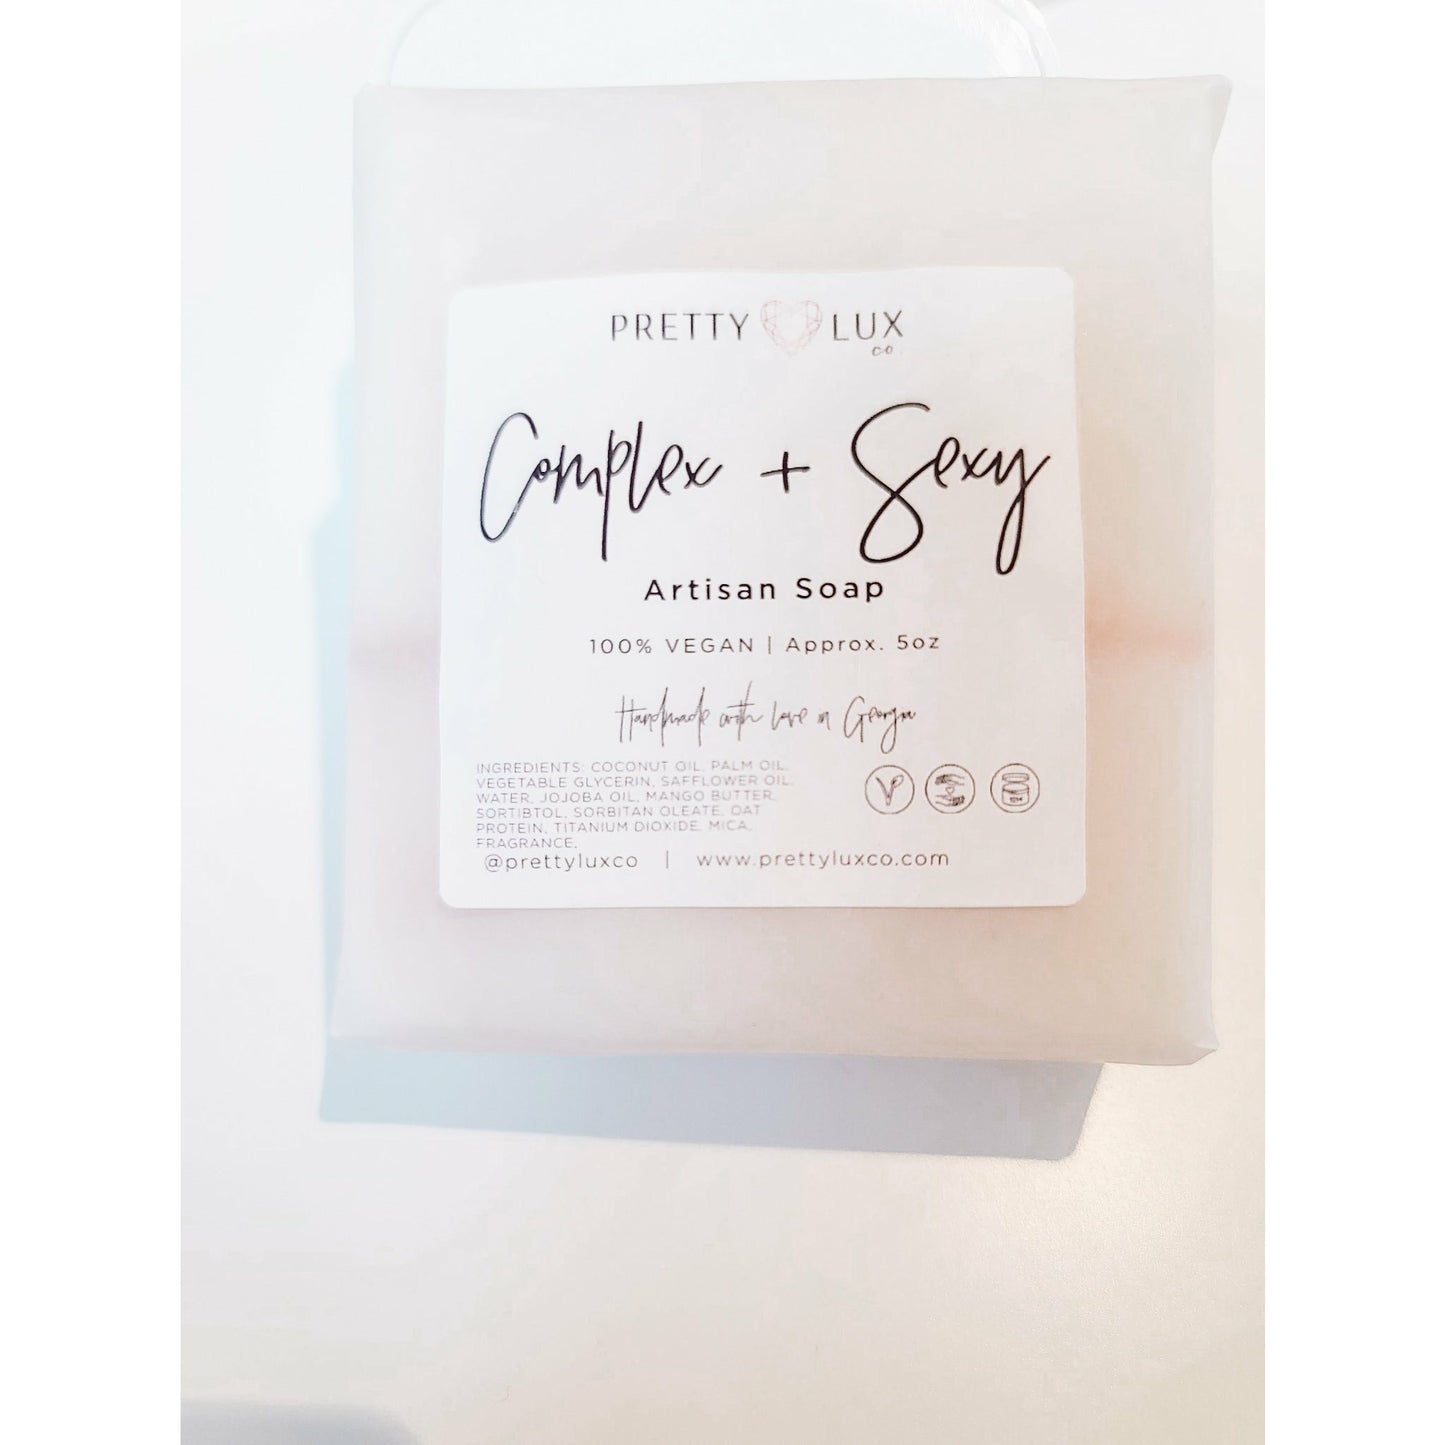 PRETTY LUX
co.
Complex + Sexy
Artisan Soap
100% VEGAN | Approx. 5oz
Handmade with love in Georgia
INGREDIENTS: COCONUT OIL, PALM OIL,
VEGETABLE GLYCERIN, SAFFLOWER OIL,
WATER, JOJOBA OIL, MANGO BUTTER,
SORTIBTOL, SORBITAN OLEATE, OAT
PROTEIN, TITANIUM DIOXIDE, MICA,
FRAGRANCE,
@prettyluxco | www.prettyluxco.com